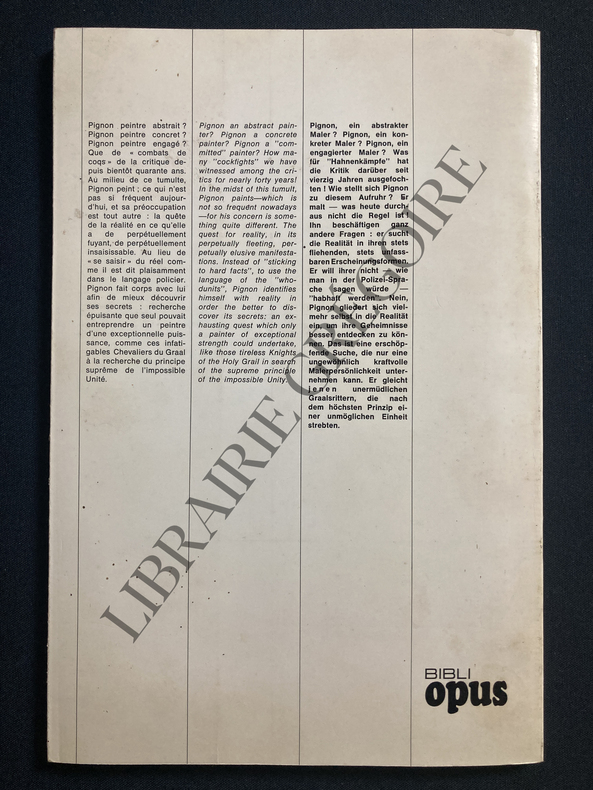 Pignon peintre abstrait ?
Pignon peintre concret ?
Pignon peintre engagé ?
Que de « combats de
coqs » de la critique de-
puis bientôt quarante ans.
Au milieu de ce tumulte,
Pignon peint ; ce qui n'est
pas si fréquent aujour-
d'hui, et sa préoccupation
est tout autre : la quête
de la réalité en ce qu'elle
a de perpétuellement
fuyant, de perpétuellement
insaisissable. Au lieu de
« se saisir » du réel com-
me il est dit plaisamment
dans le langage policier.
Pignon fait corps avec lui
afin de mieux découvrir
ses secrets : recherche
épuisante que seul pouvait
entreprendre un peintre
d'une exceptionnelle puis-
sance, comme ces infati-
gables Chevaliers du Graal
à la recherche du principe
suprême de l'impossible
Unité.
Pignon an abstract pain-
ter? Pignon a concrete
painter? Pignon a "com-
mitted" painter? How ma-
ny "cockfights" we have
witnessed among the cri-
tics for nearly forty years!
In the midst of this tumult,
Pignon paints—which is
not so frequent nowadays
—for his concern is some-
thing quite different. The
quest for reality, in its
perpetually fleeting, per-
petually elusive manifesta-
tions. Instead of "sticking
to hard facts", to use the
language of the "who-
dunits", Pignon identifies
himself with reality in
order the better to dis-
cover its secrets: an ex-
hausting quest which only
a painter of exceptional
strength could undertake,
like those tireless Knights
of the Holy Grail in search
of the supreme principle
of the impossible Unity.
Pignon, ein abstrakter
Maler ? Pignon, ein kon-
kreter Maler ? Pignon, ein
engagierter Maler ? Was
für "Hahnenkämpfe" hat
die Kritik darüber seit
vierzig Jahren ausgefoch-
ten ! Wie stellt sich Pignon
zu diesem Aufruhr ? Er
malt — was heute durch-
aus nicht die Regel ist !
Ihn beschäftigen ganz
andere Fragen : er sucht
die Realität in ihren stets
fliehenden, stets unfass-
baren Erscheinungsformen.
Er will ihrer nicht — wie
man in der Polizei-Spra-
che sagen würde —
"habhaft werden". Nein,
Pignon gliedert sich viel-
mehr selbst in die Realität
ein, um ihre Geheimnisse
besser entdecken zu kön-
nen. Das ist eine erschöp-
fende Suche, die nur eine
ungewöhnlich kraftvolle
Malerpersönlichkeit unter-
nehmen kann. Er gleicht
jenen unermüdlichen
Graalsrittern, die nach
dem höchsten Prinzip ei-
ner unmöglichen Einheit
strebten.
LIBRAIRIE GRÉGOIRE
BIBLI
opus